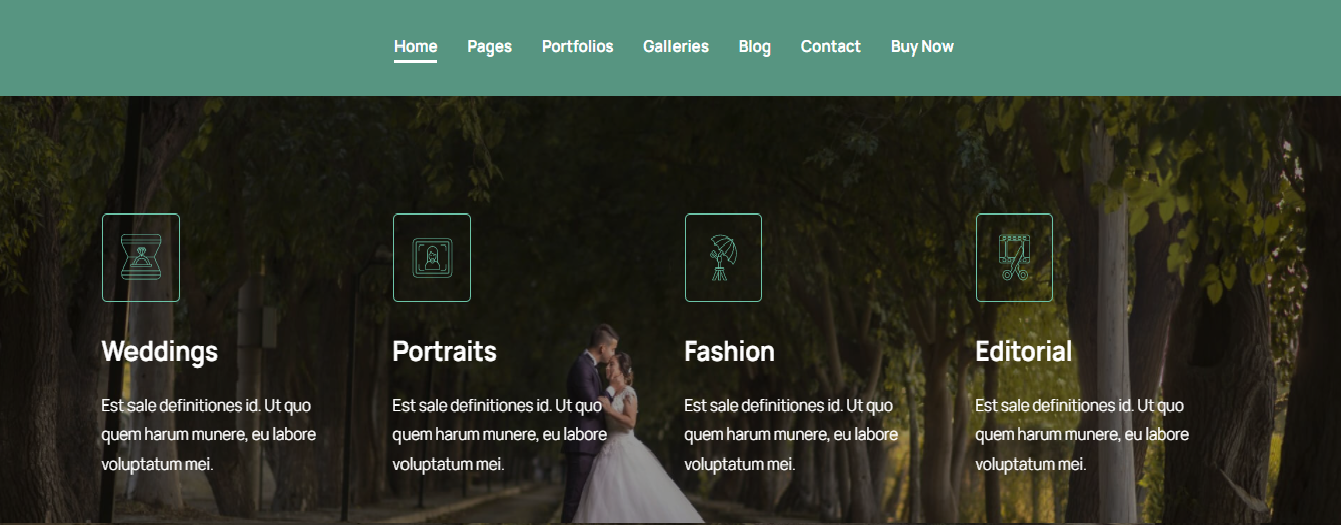 Home Pages Portfolios Galleries Blog Contact Buy Now
Weddings
Est sale definitiones id. Ut quo
quem harum munere, eu labore
voluptatum mei.
Portraits
Est sale definitiones id. Ut quo
quem harum munere, eu labore
voluptatum mei.
Fashion
Est sale definitiones id. Ut quo
quem harum munere, eu labore
voluptatum mei.
Editorial
Est sale definitiones id. Ut quo
quem harum munere, eu labore
voluptatum mei.